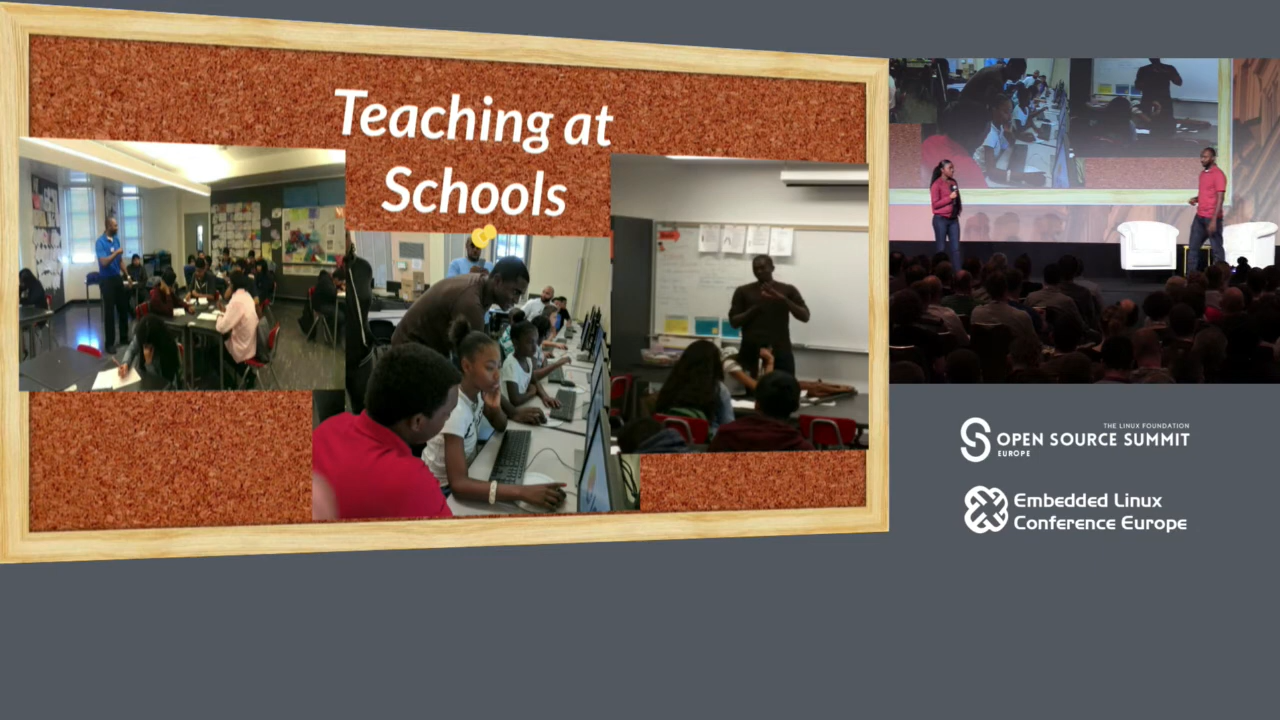 Teaching at
Schools
THE LINUX FOUNDATION
OPEN SOURCE SUMMIT
EUROPE
Embedded Linux
Conference Europe